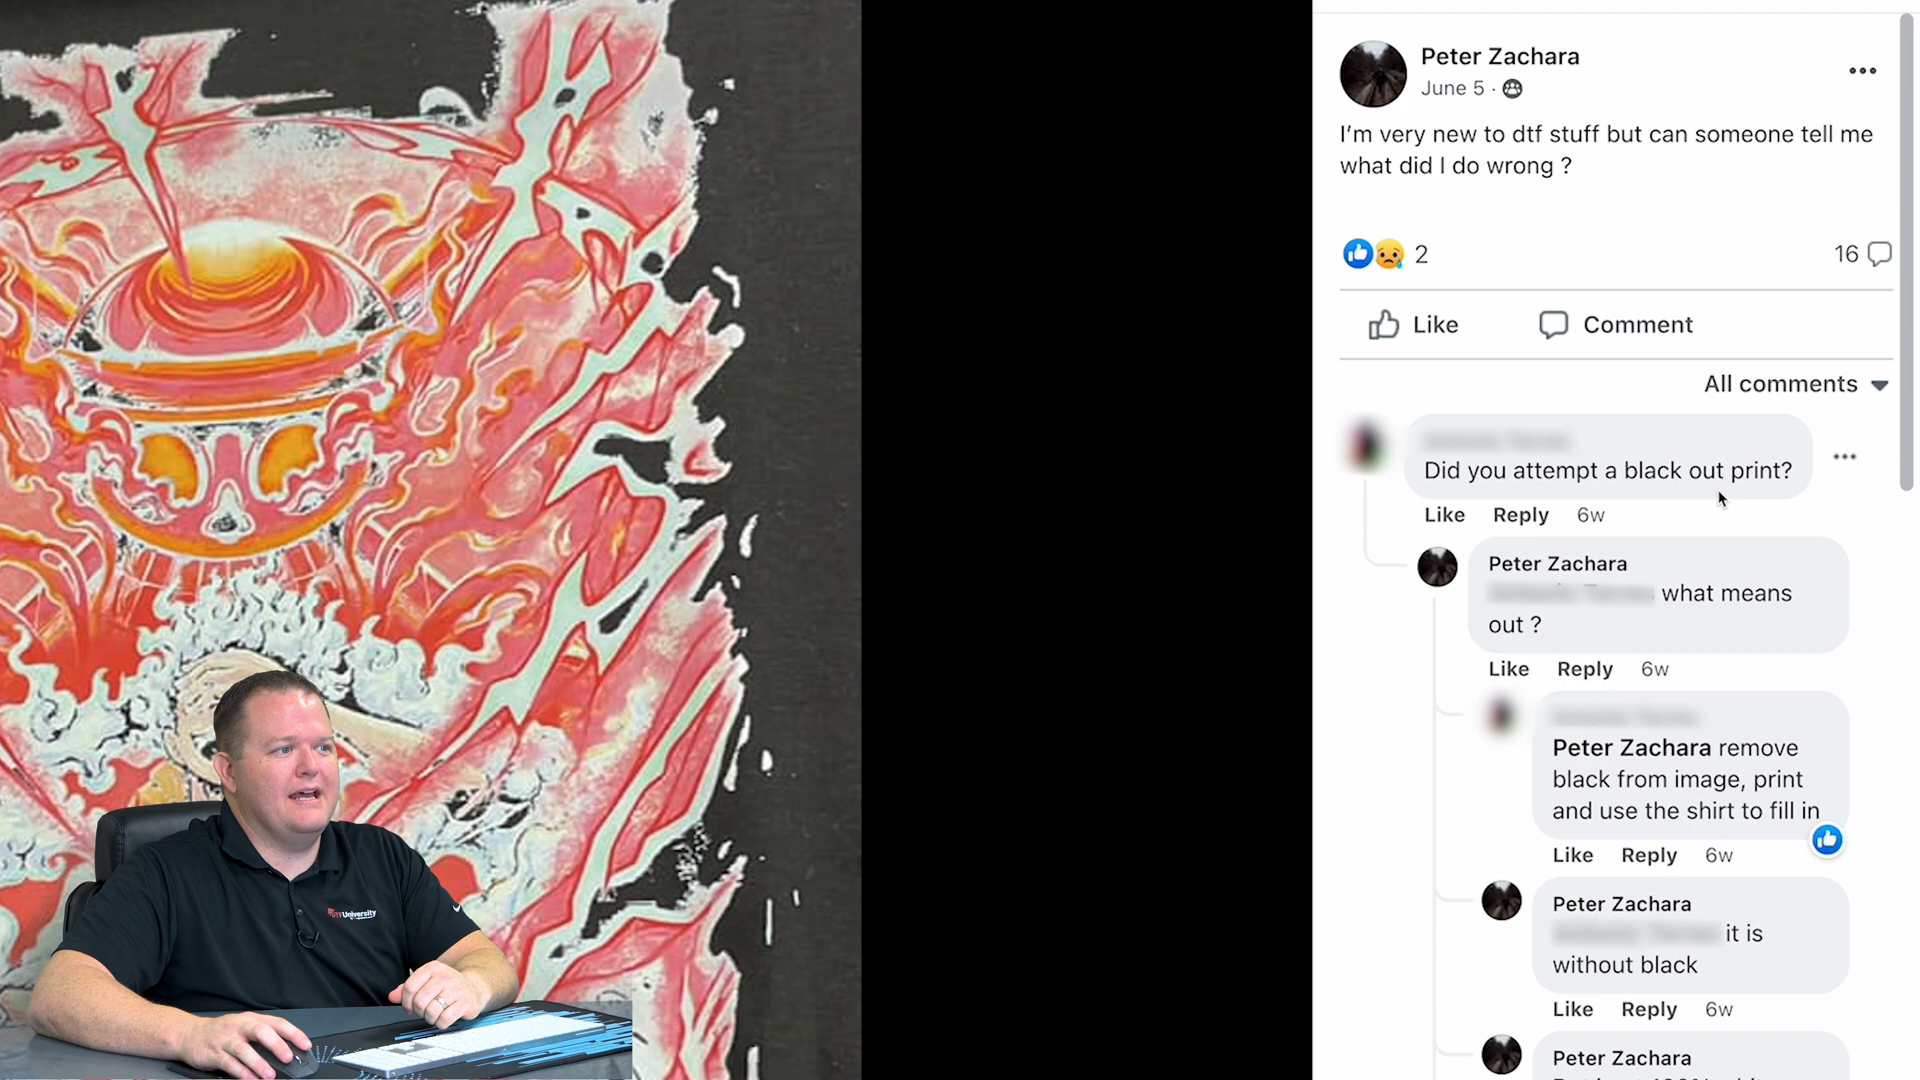 Peter Zachara
June 5 ·
I'm very new to dtf stuff but can someone tell me
what did I do wrong ?
2
16
Like
Comment
All comments
Did you attempt a black out print?
Like Reply 6w
Peter Zachara
what means
out ?
Like Reply 6w
Peter Zachara remove
black from image, print
and use the shirt to fill in
Like Reply 6w
Peter Zachara
it is
without black
Like Reply 6w
Peter Zachara
DTFUniversity